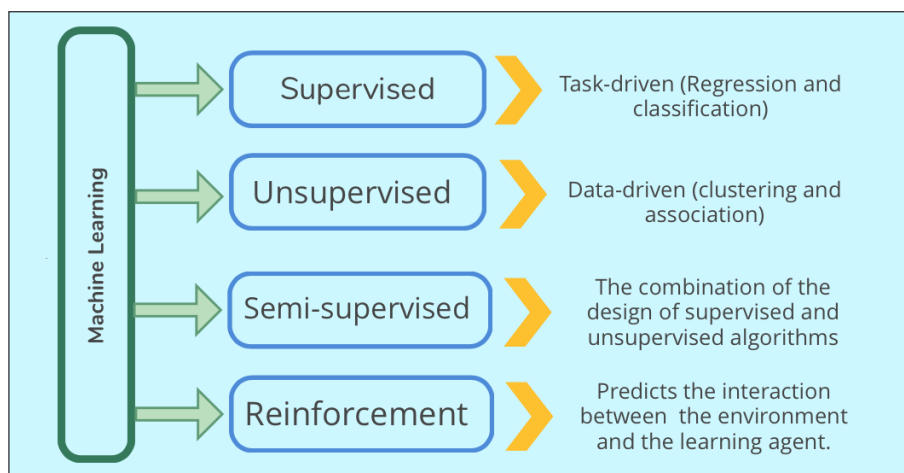 Machine Learning
Supervised
Task-driven (Regression and
classification)
Unsupervised
Data-driven (clustering and
association)
Semi-supervised
The combination of the
design of supervised and
unsupervised algorithms
Reinforcement
Predicts the interaction
between the environment
and the learning agent.